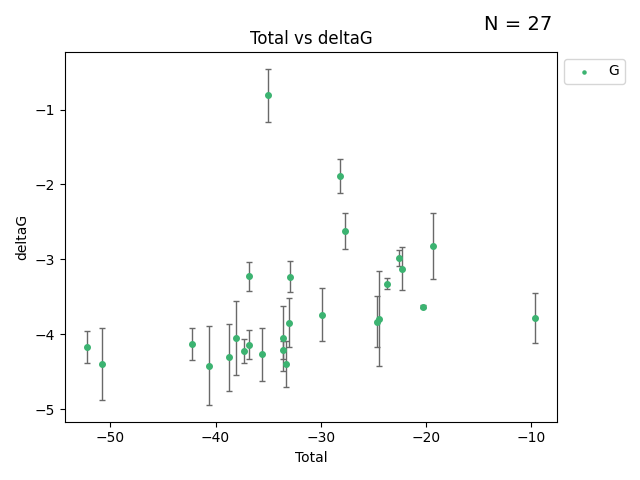 N = 27
Total vs deltaG
G
−1
−2
−3
−4
−5
deltaG
−50
−40
−30
−20
−10
Total